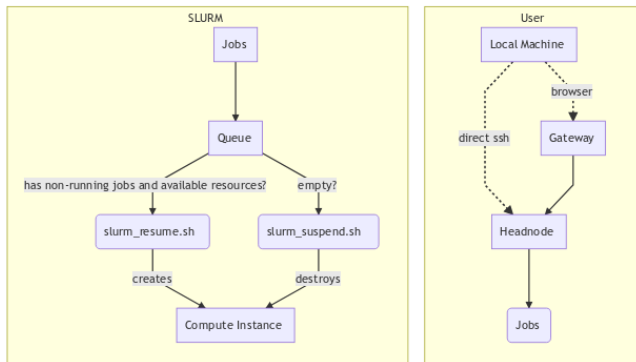 SLURM
Jobs
Queue
has non-running jobs and available resources?
empty?
slurm_resume.sh
slurm_suspend.sh
creates
destroys
Compute Instance
User
Local Machine
browser
direct ssh
Gateway
Headnode
Jobs